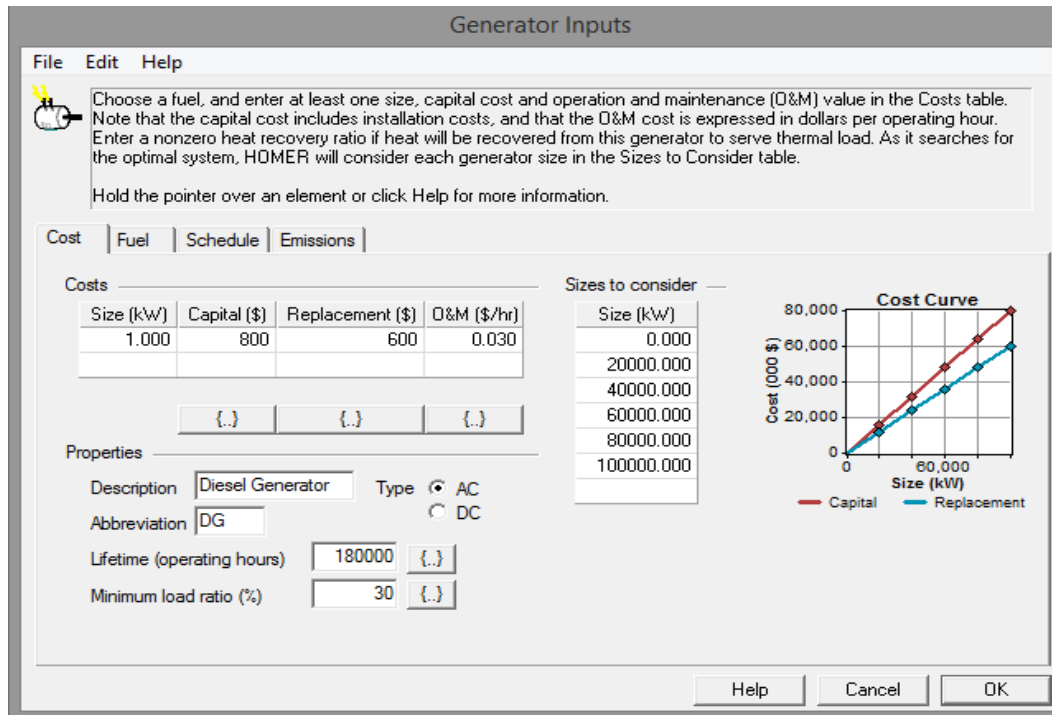 Generator Inputs
File Edit Help
Choose a fuel, and enter at least one size, capital cost and operation and maintenance (O&M) value in the Costs table.
Note that the capital cost includes installation costs, and that the O&M cost is expressed in dollars per operating hour.
Enter a nonzero heat recovery ratio if heat will be recovered from this generator to serve thermal load. As it searches for
the optimal system, HOMER will consider each generator size in the Sizes to Consider table.
Hold the pointer over an element or click Help for more information.
Cost Fuel Schedule Emissions
Costs
Size (kW) Capital ($) Replacement ($) O&M ($/hr)
1.000 800 600 0.030
{..} {..} {..}
Properties
Description Diesel Generator Type AC
DC
Abbreviation DG
Lifetime (operating hours) 180000 {..}
Minimum load ratio (%) 30 {..}
Sizes to consider
Size (kW)
0.000
20000.000
40000.000
60000.000
80000.000
100000.000
Cost Curve
80,000
60,000
40,000
20,000
0
Cost (000 $)
0 60,000
Size (kW)
Capital Replacement
Help Cancel OK